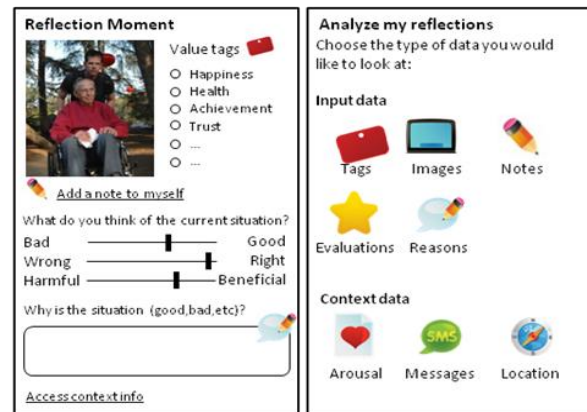 Reflection Moment
Value tags
Happiness
Health
Achievement
Trust
...
...
Add a note to myself
What do you think of the current situation?
Bad Good
Wrong Right
Harmful Beneficial
Why is the situation {good,bad,etc}?
Access context info
Analyze my reflections
Choose the type of data you would
like to look at:
Input data
Tags Images Notes
Evaluations Reasons
Context data
SMS
Arousal Messages Location